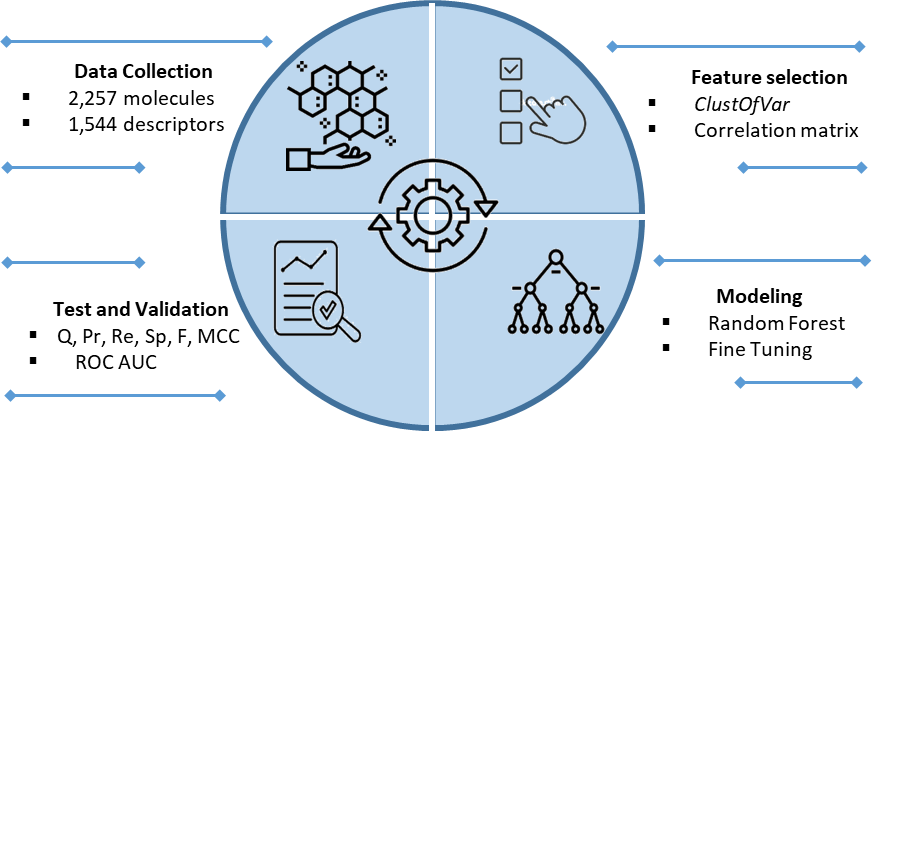 Data Collection
▪ 2,257 molecules
▪ 1,544 descriptors
Feature selection
▪ ClustOfVar
▪ Correlation matrix
Test and Validation
▪ Q, Pr, Re, Sp, F, MCC
▪ ROC AUC
Modeling
▪ Random Forest
▪ Fine Tuning